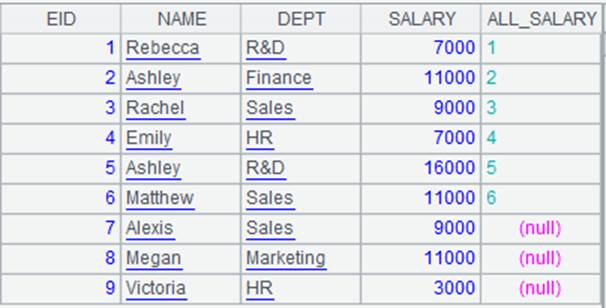 EID NAME DEPT SALARY ALL_SALARY
1 Rebecca R&D 7000 1
2 Ashley Finance 11000 2
3 Rachel Sales 9000 3
4 Emily HR 7000 4
5 Ashley R&D 16000 5
6 Matthew Sales 11000 6
7 Alexis Sales 9000 (null)
8 Megan Marketing 11000 (null)
9 Victoria HR 3000 (null)